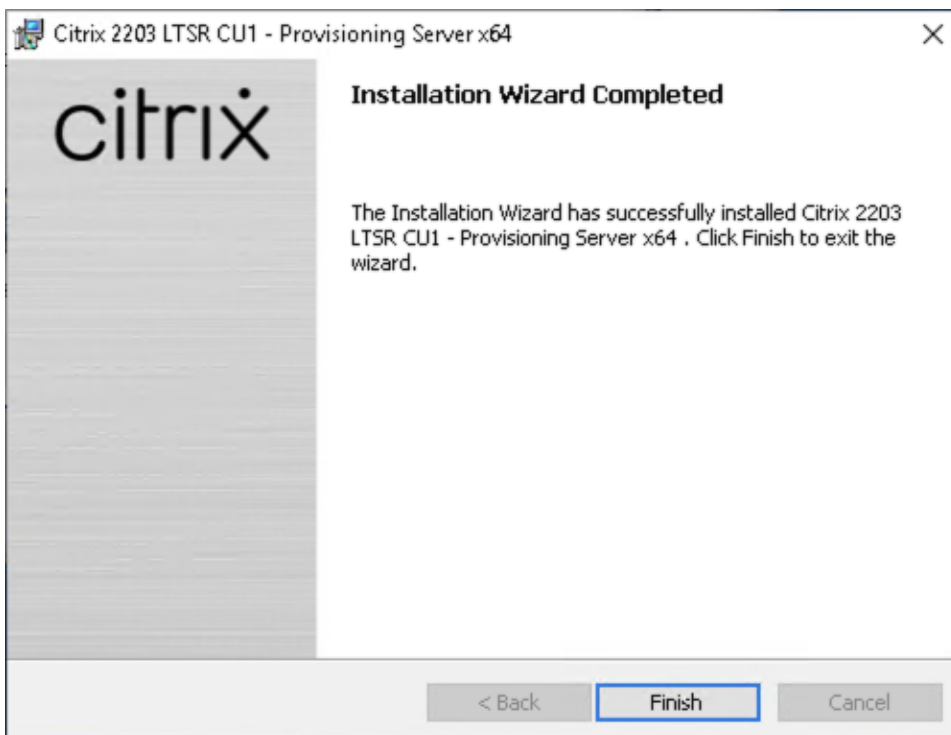 Citrix 2203 LTSR CU1 - Provisioning Server x64
citrix
Installation Wizard Completed
The Installation Wizard has successfully installed Citrix 2203
LTSR CU1 - Provisioning Server x64 . Click Finish to exit the
wizard.
< Back
Finish
Cancel